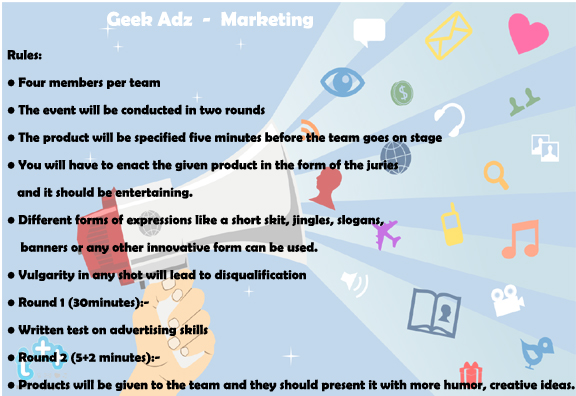 Geek Adz - Marketing
Rules:
● Four members per team
● The event will be conducted in two rounds
● The product will be specified five minutes before the team goes on stage
● You will have to enact the given product in the form of the juries
and it should be entertaining.
● Different forms of expressions like a short skit, jingles, slogans,
banners or any other innovative form can be used.
● Vulgarity in any shot will lead to disqualification
● Round 1 (30minutes):-
● Written test on advertising skills
● Round 2 (5+2 minutes):-
● Products will be given to the team and they should present it with more humor, creative ideas.